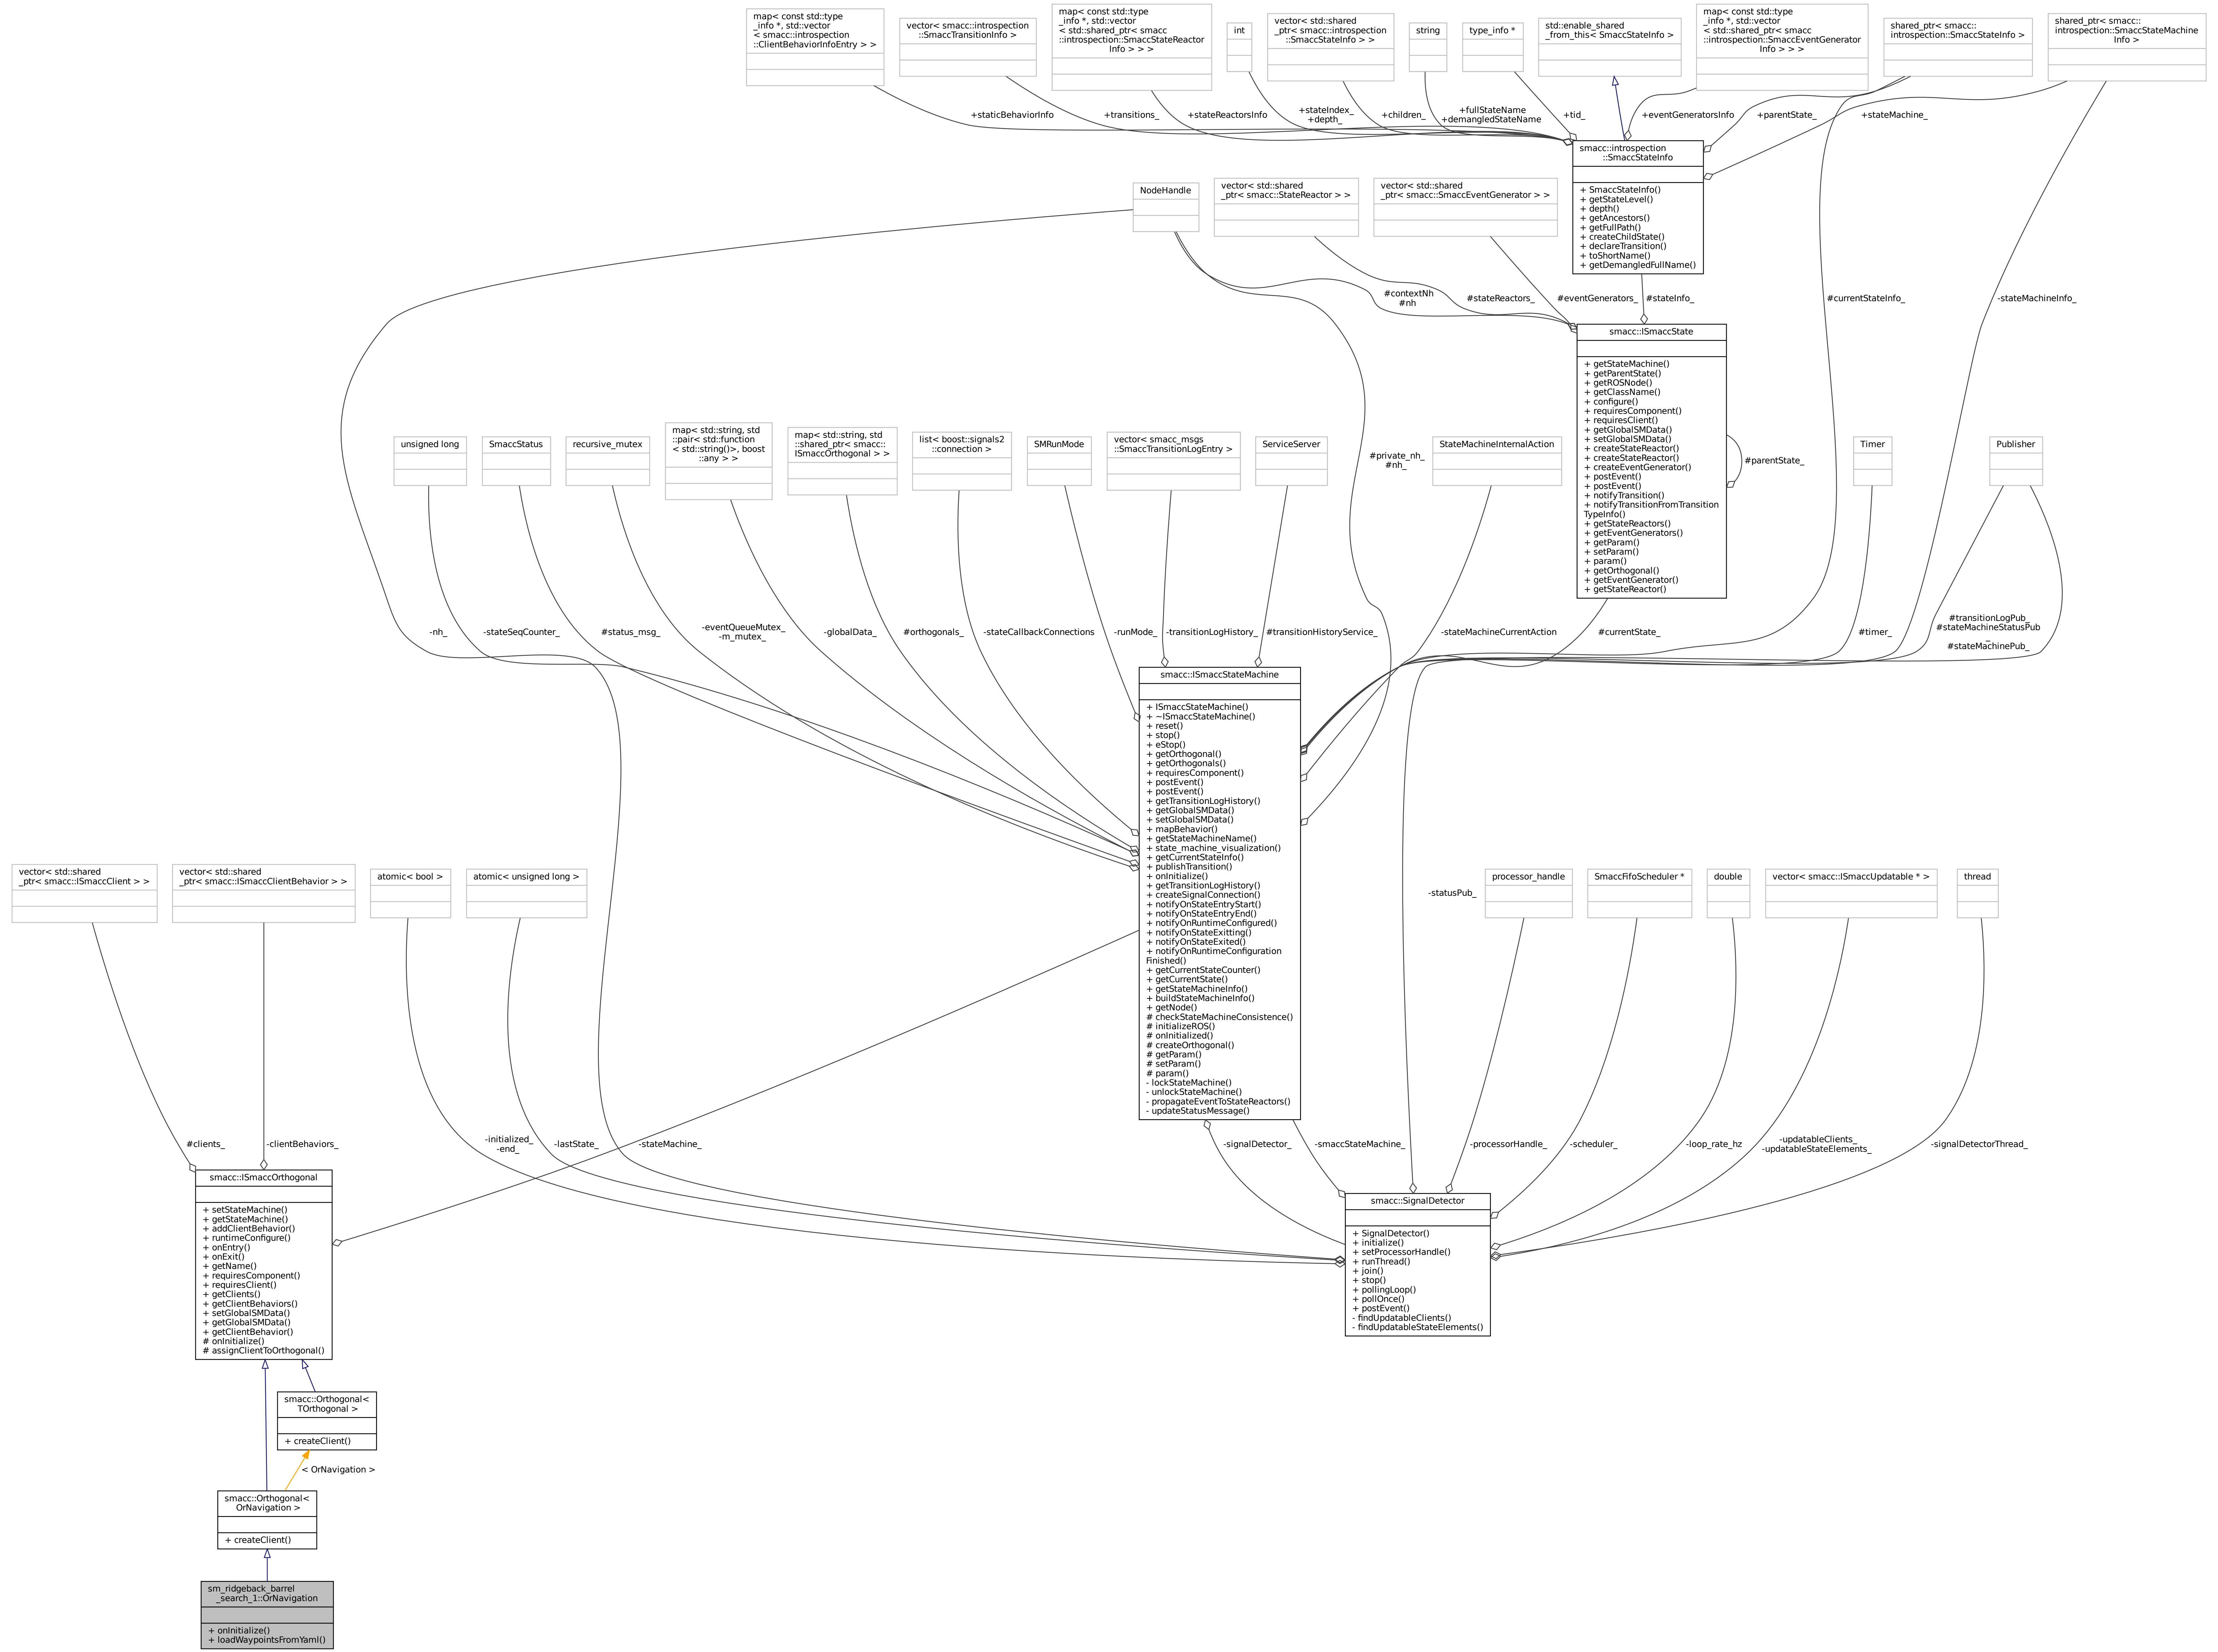 map< const std::type
_info *, std::vector
< smacc::introspection
::ClientBehaviorInfoEntry > >
vector< smacc::introspection
::SmaccTransitionInfo >
map< const std::type
_info *, std::vector
< std::shared_ptr< smacc
::introspection::SmaccStateReactor
Info > > >
int
vector< std::shared
_ptr< smacc::introspection
::SmaccStateInfo > >
string
type_info *
std::enable_shared
_from_this< SmaccStateInfo >
map< const std::type
_info *, std::vector
< std::shared_ptr< smacc
::introspection::SmaccEventGenerator
Info > > >
shared_ptr< smacc::
introspection::SmaccStateInfo >
shared_ptr< smacc::
introspection::SmaccStateMachine
Info >
+staticBehaviorInfo
+transitions_
+stateReactorsInfo
+stateIndex_
+depth_
+children_
+fullStateName
+demangledStateName
+tid_
+eventGeneratorsInfo
+parentState_
+stateMachine_
smacc::introspection
::SmaccStateInfo
+ SmaccStateInfo()
+ getStateLevel()
+ depth()
+ getAncestors()
+ getFullPath()
+ createChildState()
+ declareTransition()
+ toShortName()
+ getDemangledFullName()
NodeHandle
vector< std::shared
_ptr< smacc::StateReactor > >
vector< std::shared
_ptr< smacc::SmaccEventGenerator > >
#contextNh
#nh
#stateReactors_
#eventGenerators_
#stateInfo_
#currentStateInfo_
-stateMachineInfo_
smacc::ISmaccState
+ getStateMachine()
+ getParentState()
+ getROSNode()
+ getClassName()
+ configure()
+ requiresComponent()
+ requiresClient()
+ getGlobalSMData()
+ setGlobalSMData()
+ createStateReactor()
+ createStateReactor()
+ createEventGenerator()
+ postEvent()
+ postEvent()
+ notifyTransition()
+ notifyTransitionFromTransition
TypeInfo()
+ getStateReactors()
+ getEventGenerators()
+ getParam()
+ setParam()
+ param()
+ getOrthogonal()
+ getEventGenerator()
+ getStateReactor()
#parentState_
unsigned long
SmaccStatus
recursive_mutex
map< std::string, std
::pair< std::function
< std::string()>, boost
::any > >
map< std::string, std
::shared_ptr< smacc::
ISmaccOrthogonal > >
list< boost::signals2
::connection >
SMRunMode
vector< smacc_msgs
::SmaccTransitionLogEntry >
ServiceServer
#private_nh_
#nh_
StateMachineInternalAction
Timer
Publisher
-nh_
-stateSeqCounter_
#status_msg_
-eventQueueMutex_
-m_mutex_
-globalData_
#orthogonals_
-stateCallbackConnections
-runMode_
-transitionLogHistory_
#transitionHistoryService_
-stateMachineCurrentAction
#currentState_
#timer_
#transitionLogPub_
#stateMachineStatusPub
_
#stateMachinePub_
smacc::ISmaccStateMachine
+ ISmaccStateMachine()
+ ~ISmaccStateMachine()
+ reset()
+ stop()
+ eStop()
+ getOrthogonal()
+ getOrthogonals()
+ requiresComponent()
+ postEvent()
+ postEvent()
+ getTransitionLogHistory()
+ getGlobalSMData()
+ setGlobalSMData()
+ mapBehavior()
+ getStateMachineName()
+ state_machine_visualization()
+ getCurrentStateInfo()
+ publishTransition()
+ onInitialize()
+ getTransitionLogHistory()
+ createSignalConnection()
+ notifyOnStateEntryStart()
+ notifyOnStateEntryEnd()
+ notifyOnRuntimeConfigured()
+ notifyOnStateExitting()
+ notifyOnStateExited()
+ notifyOnRuntimeConfiguration
Finished()
+ getCurrentStateCounter()
+ getCurrentState()
+ getStateMachineInfo()
+ buildStateMachineInfo()
+ getNode()
# checkStateMachineConsistence()
# initializeROS()
# onInitialized()
# createOrthogonal()
# getParam()
# setParam()
# param()
- lockStateMachine()
- unlockStateMachine()
- propagateEventToStateReactors()
- updateStatusMessage()
vector< std::shared
_ptr< smacc::ISmaccClient > >
vector< std::shared
_ptr< smacc::ISmaccClientBehavior > >
atomic< bool >
atomic< unsigned long >
-statusPub_
processor_handle
SmaccFifoScheduler *
double
vector< smacc::ISmaccUpdatable * >
thread
#clients_
-clientBehaviors_
-initialized_
-end_
-lastState_
-stateMachine_
-signalDetector_
-smaccStateMachine_
-processorHandle_
-scheduler_
-loop_rate_hz
-updatableClients_
-updatableStateElements_
-signalDetectorThread_
smacc::ISmaccOrthogonal
+ setStateMachine()
+ getStateMachine()
+ addClientBehavior()
+ runtimeConfigure()
+ onEntry()
+ onExit()
+ getName()
+ requiresComponent()
+ requiresClient()
+ getClients()
+ getClientBehaviors()
+ setGlobalSMData()
+ getGlobalSMData()
+ getClientBehavior()
# onInitialize()
# assignClientToOrthogonal()
smacc::SignalDetector
+ SignalDetector()
+ initialize()
+ setProcessorHandle()
+ runThread()
+ join()
+ stop()
+ pollingLoop()
+ pollOnce()
+ postEvent()
- findUpdatableClients()
- findUpdatableStateElements()
smacc::Orthogonal<
TOrthogonal >
+ createClient()
< OrNavigation >
smacc::Orthogonal<
OrNavigation >
+ createClient()
sm_ridgeback_barrel
_search_1::OrNavigation
+ onInitialize()
+ loadWaypointsFromYaml()